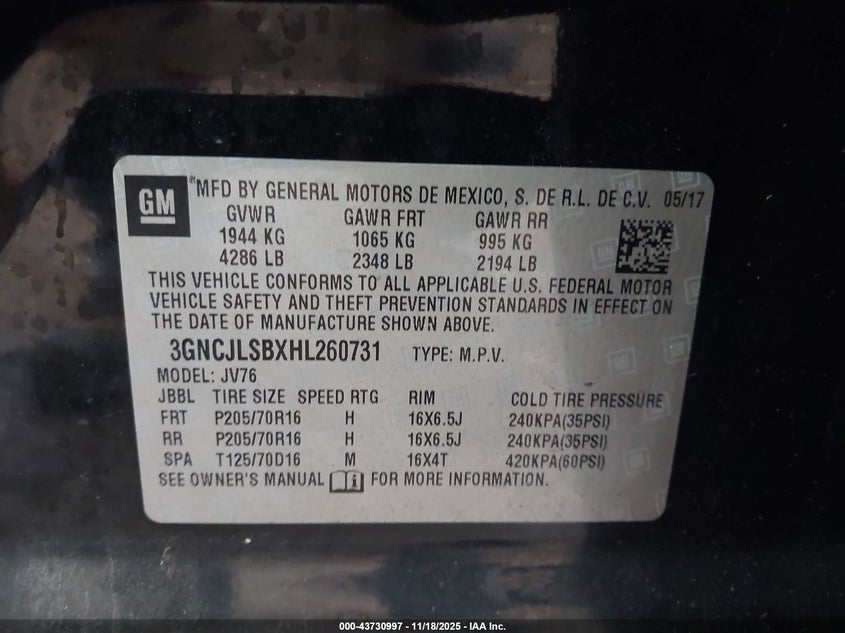 GM
MFD BY GENERAL MOTORS DE MEXICO, S. DE R.L. DE C.V. 05/17
GVWR GAWR FRT GAWR RR
1944 KG 1065 KG 995 KG
4286 LB 2348 LB 2194 LB
THIS VEHICLE CONFORMS TO ALL APPLICABLE U.S. FEDERAL MOTOR
VEHICLE SAFETY AND THEFT PREVENTION STANDARDS IN EFFECT ON
THE DATE OF MANUFACTURE SHOWN ABOVE.
3GNCJLSBXHL260731 TYPE: M.P.V.
MODEL: JV76
JBBL TIRE SIZE SPEED RTG RIM COLD TIRE PRESSURE
FRT P205/70R16 H 16X6.5J 240KPA(35PSI)
RR P205/70R16 H 16X6.5J 240KPA(35PSI)
SPA T125/70D16 M 16X4T 420KPA(60PSI)
SEE OWNER'S MANUAL FOR MORE INFORMATION.
000-43730997 - 11/18/2025 - IAA Inc.